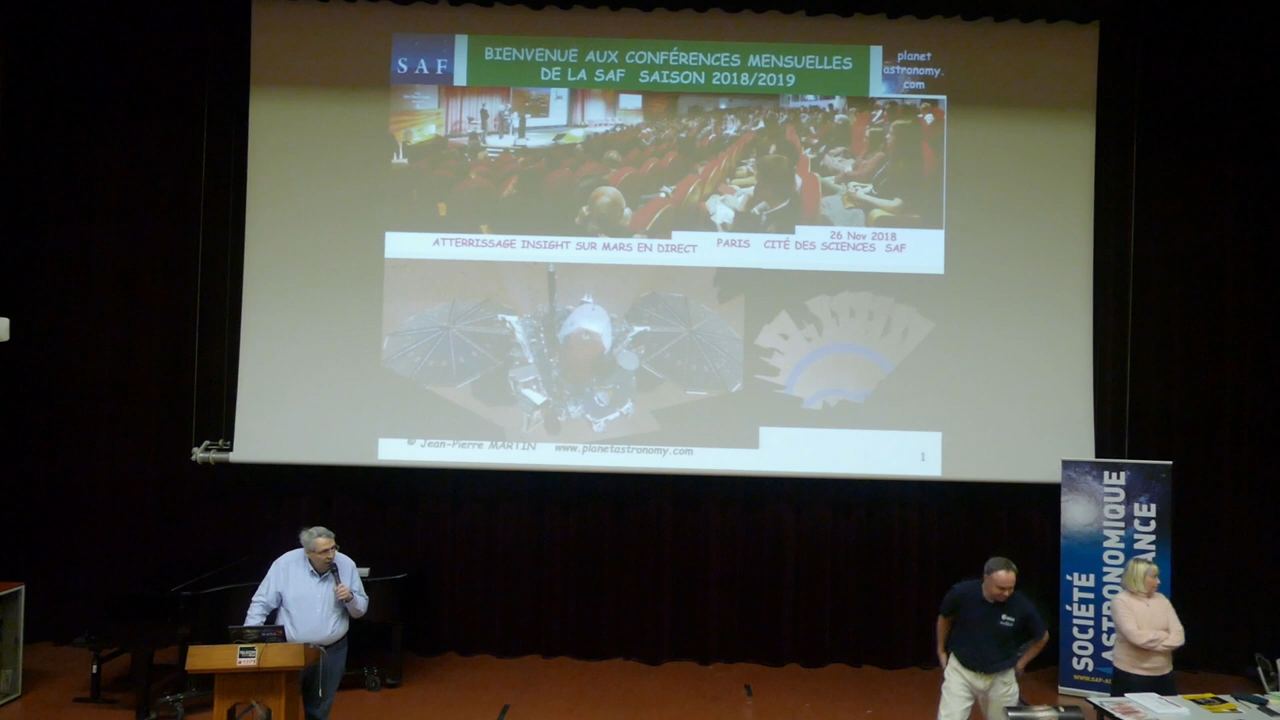 SAF
BIENVENUE AUX CONFÉRENCES MENSUELLES
DE LA SAF SAISON 2018/2019
planet
astronomy.
com
26 Nov 2018
ATTERRISSAGE INSIGHT SUR MARS EN DIRECT PARIS CITÉ DES SCIENCES SAF
© Jean-Pierre MARTIN www.planetastronomy.com
1
SOCIÉTÉ
ASTRONOMIQUE
ANCE